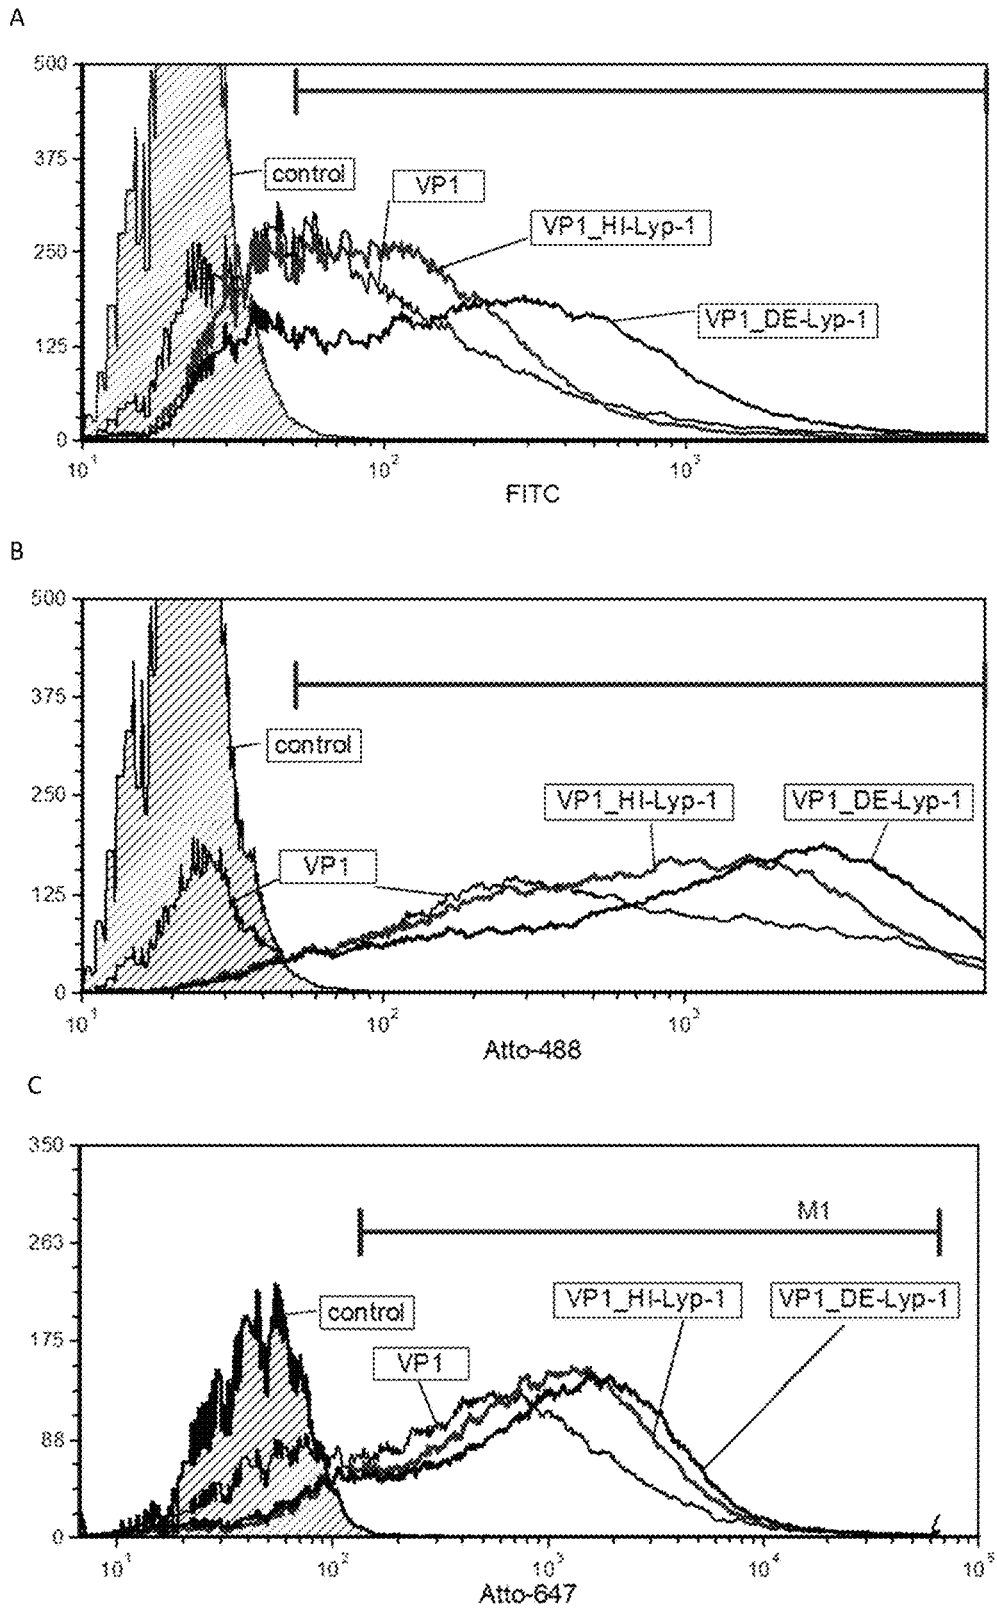 A
500
375
250
125
0
control
VP1
VP1_HI-Lyp-1
VP1_DE-Lyp-1
10¹ 10² 10³
FITC
B
500
375
250
125
0
control
VP1_HI-Lyp-1 VP1_DE-Lyp-1
VP1
10¹ 10² 10³
Atto-488
C
350
263
175
88
0
M1
control
VP1_HI-Lyp-1 VP1_DE-Lyp-1
VP1
10¹ 10² 10³ 10⁴ 10⁵
Atto-647